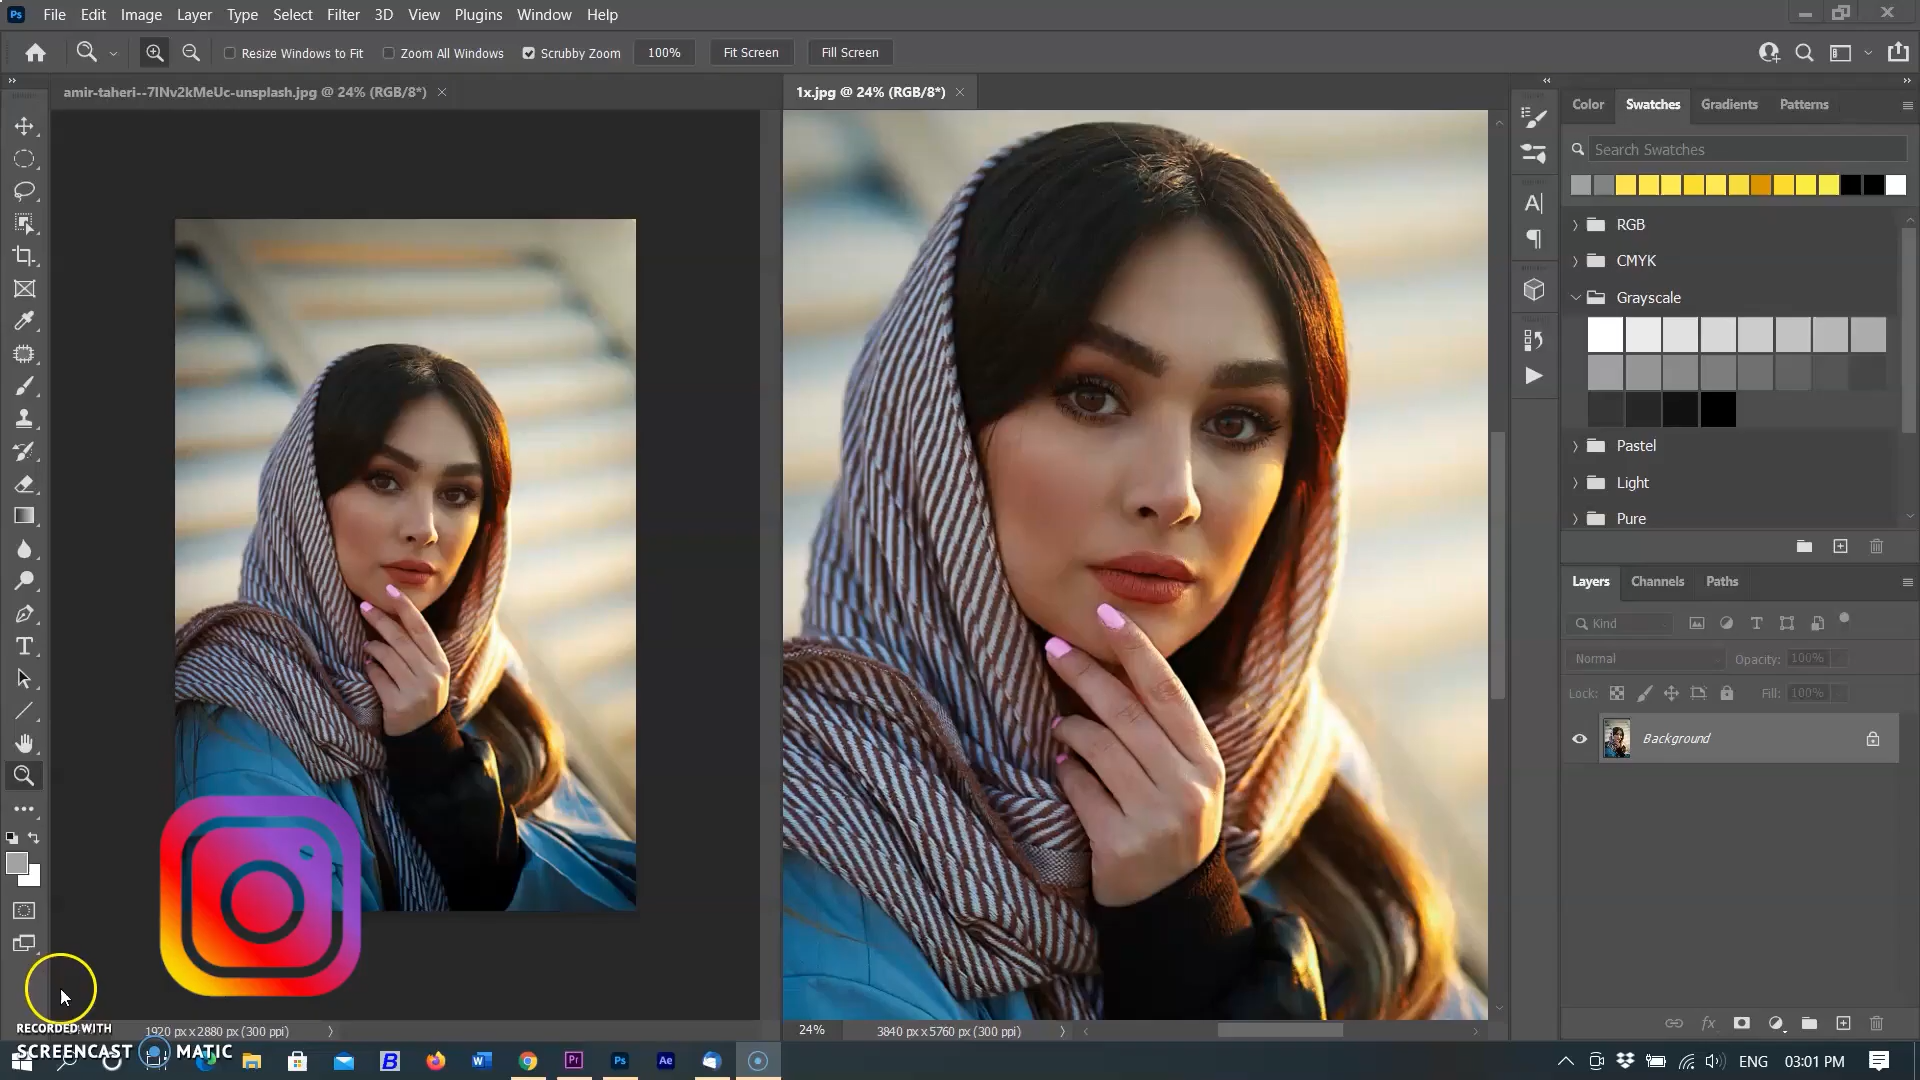 Ps File Edit Image Layer Type Select Filter 3D View Plugins Window Help
Resize Windows to Fit Zoom All Windows Scrubby Zoom 100% Fit Screen Fill Screen
amir-taheri--7INv2kMeUc-unsplash.jpg @ 24% (RGB/8*)
1x.jpg @ 24% (RGB/8*)
Color Swatches Gradients Patterns
Search Swatches
RGB
CMYK
Grayscale
Pastel
Light
Pure
Layers Channels Paths
Kind
Normal Opacity: 100%
Lock: Fill: 100%
Background
RECORDED WITH
SCREENCAST MATIC
1920 px x 2880 px (300 ppi)
24% 3840 px x 5760 px (300 ppi)
Pr Ps Ae
ENG 03:01 PM